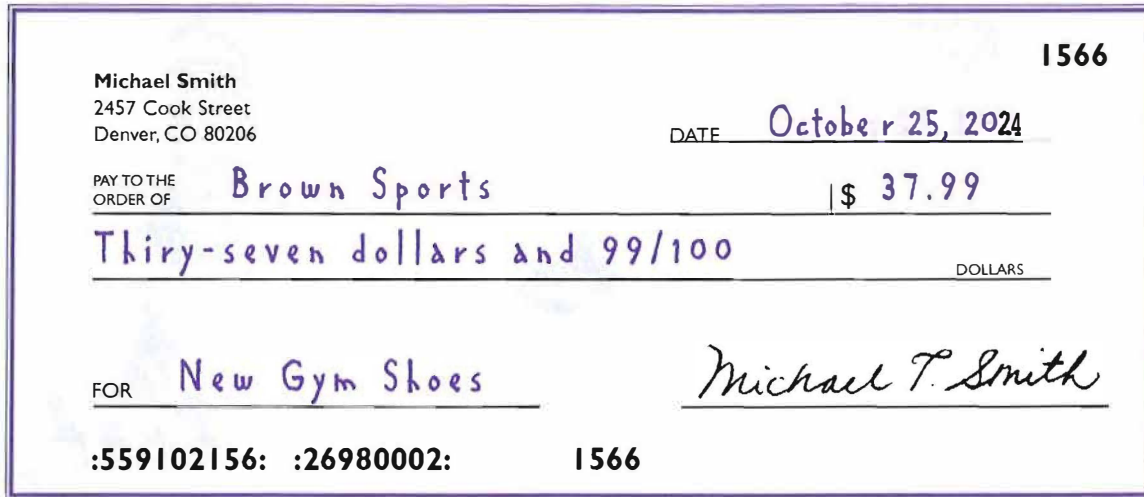 1566
Michael Smith
2457 Cook Street
Denver, CO 80206
DATE October 25, 2024
PAY TO THE
ORDER OF Brown Sports $ 37.99
Thiry-seven dollars and 99/100 DOLLARS
FOR New Gym Shoes Michael T. Smith
:559102156: :26980002: 1566